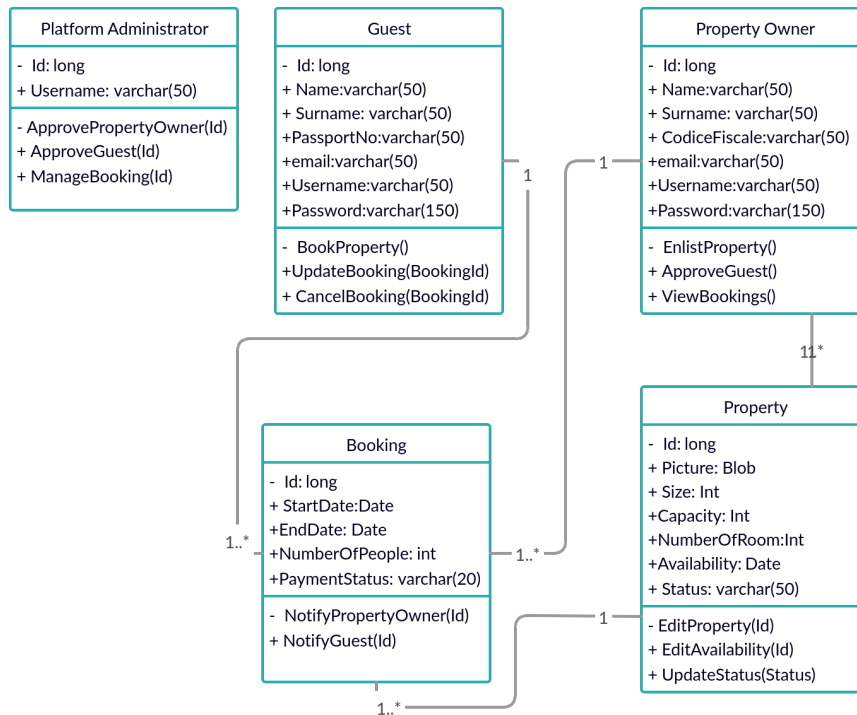 Platform Administrator
- Id: long
+ Username: varchar(50)
- ApprovePropertyOwner(Id)
+ ApproveGuest(Id)
+ ManageBooking(Id)
Guest
- Id: long
+ Name:varchar(50)
+ Surname: varchar(50)
+PassportNo:varchar(50)
+email:varchar(50)
+Username:varchar(50)
+Password:varchar(150)
- BookProperty()
+UpdateBooking(BookingId)
+ CancelBooking(BookingId)
Property Owner
- Id: long
+ Name:varchar(50)
+ Surname: varchar(50)
+ CodiceFiscale:varchar(50)
+email:varchar(50)
+Username:varchar(50)
+Password:varchar(150)
- EnlistProperty()
+ ApproveGuest()
+ ViewBookings()
1
1
1..*
1..*
Booking
- Id: long
+ StartDate:Date
+EndDate: Date
+NumberOfPeople: int
+PaymentStatus: varchar(20)
- NotifyPropertyOwner(Id)
+ NotifyGuest(Id)
1..*
1
1..*
Property
- Id: long
+ Picture: Blob
+ Size: Int
+Capacity: Int
+NumberOfRoom:Int
+Availability: Date
+ Status: varchar(50)
- EditProperty(Id)
+ EditAvailability(Id)
+ UpdateStatus(Status)